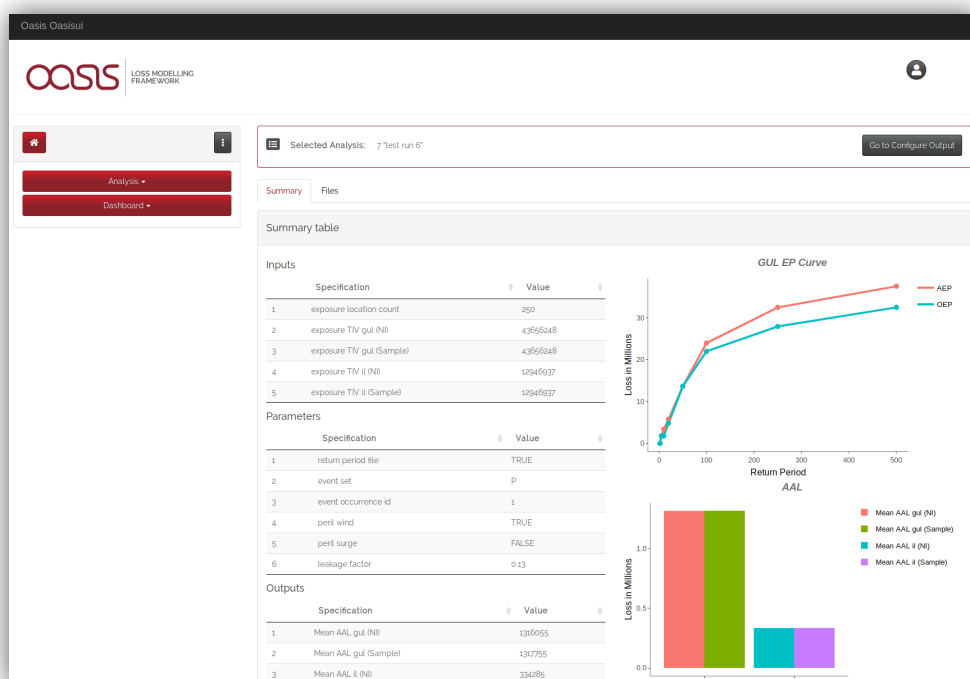 Oasis Oasisui
OASIS LOSS MODELLING
FRAMEWORK
Selected Analysis: 7 "test run 6"
Go to Configure Output
Analysis
Dashboard
Summary Files
Summary table
Inputs
Specification Value
1 exposure location count 250
2 exposure TIV gul (NI) 43656248
3 exposure TIV gul (Sample) 43656248
4 exposure TIV il (NI) 12946937
5 exposure TIV il (Sample) 12946937
Parameters
Specification Value
1 return period file TRUE
2 event set P
3 event occurrence id 1
4 peril wind TRUE
5 peril surge FALSE
6 leakage factor 0.13
Outputs
Specification Value
1 Mean AAL gul (NI) 1316055
2 Mean AAL gul (Sample) 1317755
3 Mean AAL il (NI) 334285
GUL EP Curve
Loss in Millions
30
20
10
0
0 100 200 300 400 500
Return Period
AEP
OEP
AAL
Loss in Millions
1.0
0.5
0.0
Mean AAL gul (NI)
Mean AAL gul (Sample)
Mean AAL il (NI)
Mean AAL il (Sample)